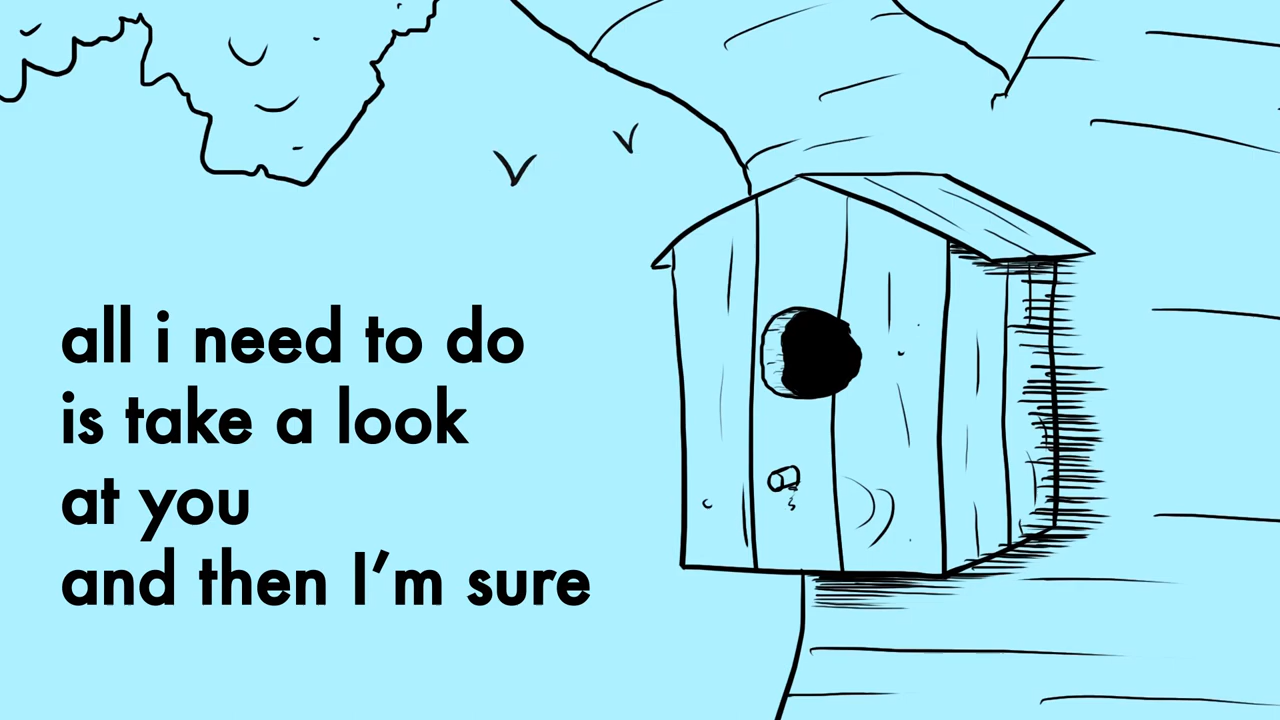 all i need to do
is take a look
at you
and then I’m sure